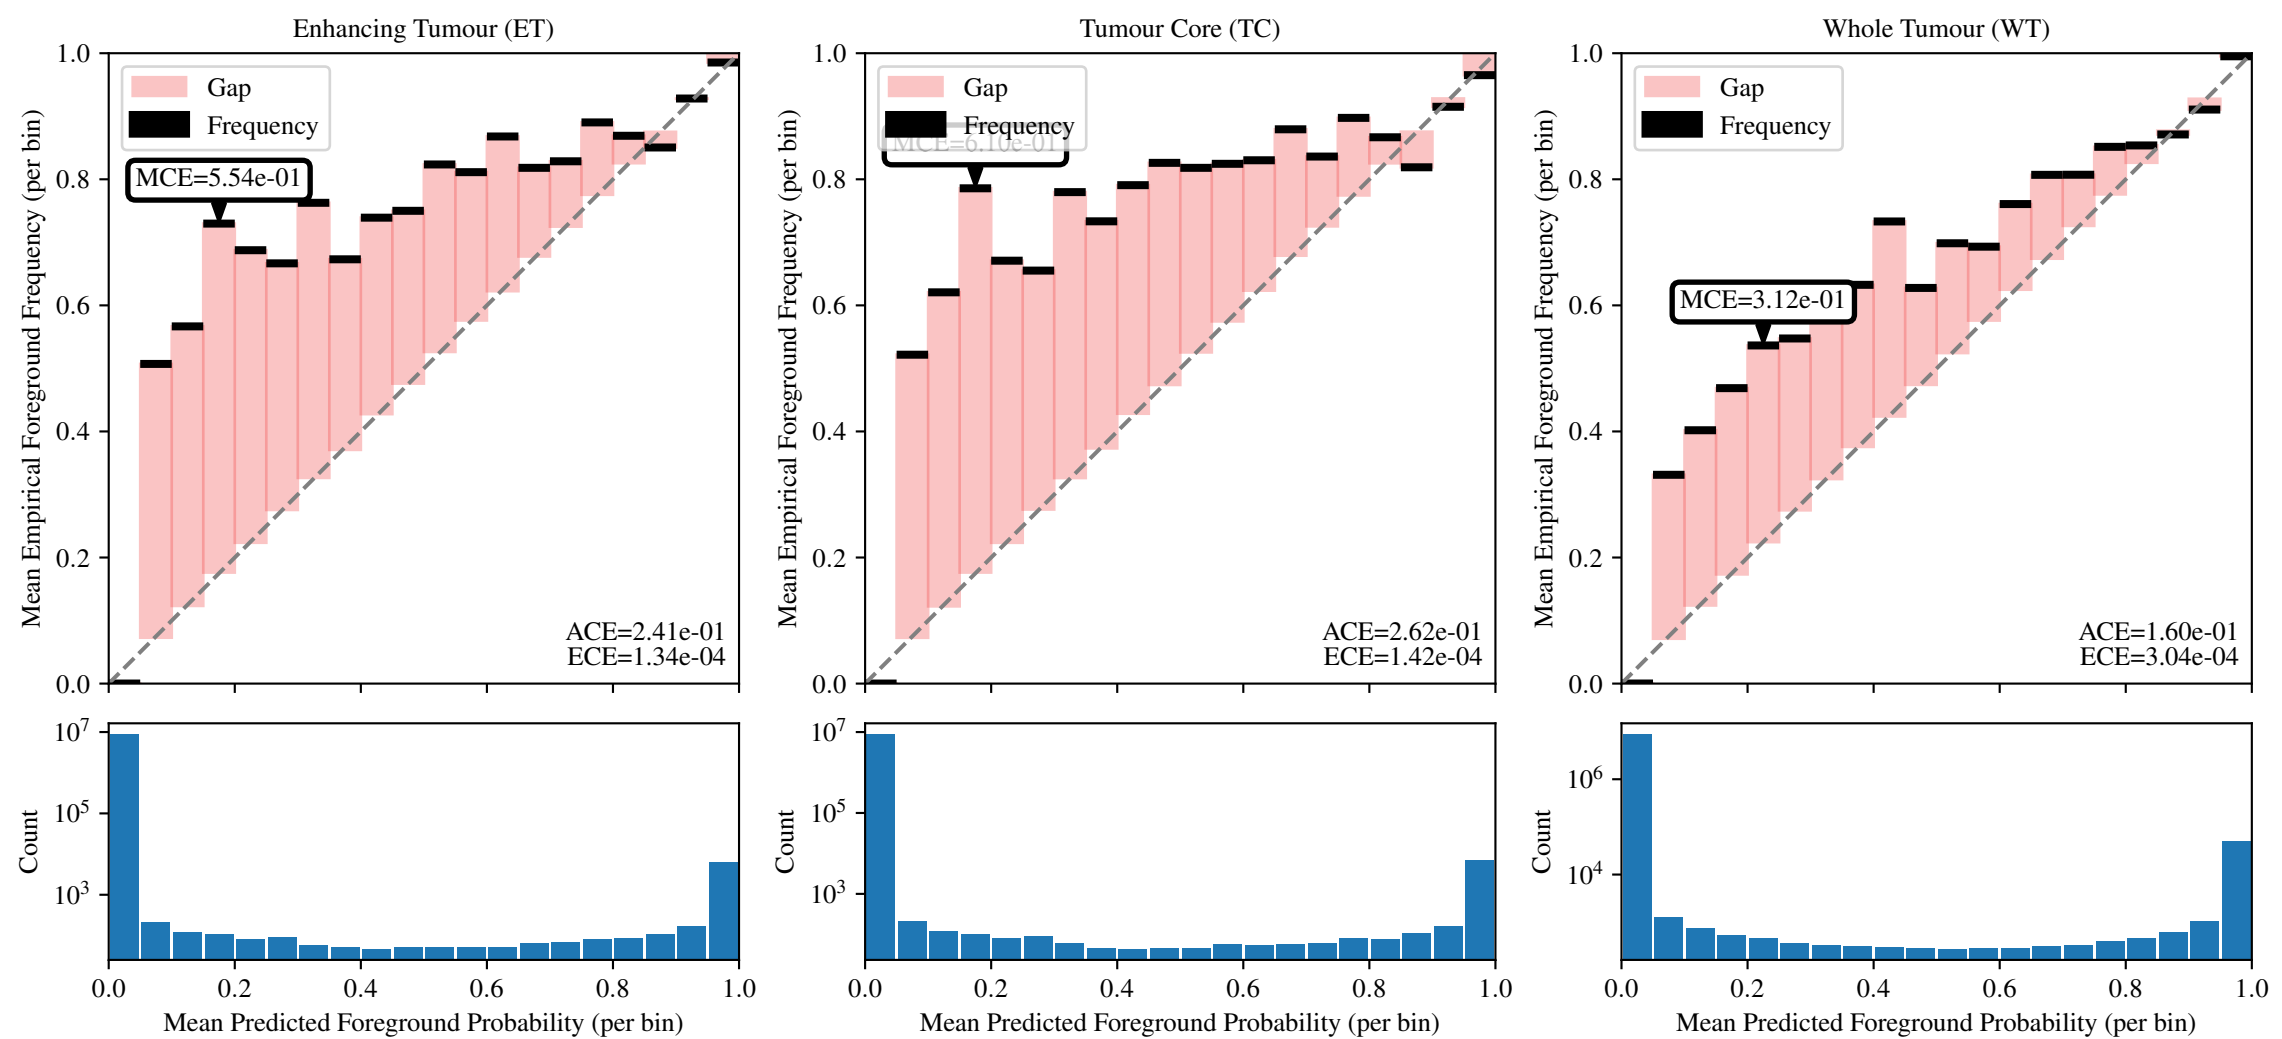 Enhancing Tumour (ET)
Gap
Frequency
MCE=5.54e-01
ACE=2.41e-01
ECE=1.34e-04
Mean Empirical Foreground Frequency (per bin)
1.0
0.8
0.6
0.4
0.2
0.0
Tumour Core (TC)
Gap
Frequency
MCE=6.10e-01
ACE=2.62e-01
ECE=1.42e-04
Mean Empirical Foreground Frequency (per bin)
1.0
0.8
0.6
0.4
0.2
0.0
Whole Tumour (WT)
Gap
Frequency
MCE=3.12e-01
ACE=1.60e-01
ECE=3.04e-04
Mean Empirical Foreground Frequency (per bin)
1.0
0.8
0.6
0.4
0.2
0.0
Count
10⁷
10⁵
10³
0.0 0.2 0.4 0.6 0.8 1.0
Mean Predicted Foreground Probability (per bin)
Count
10⁷
10⁵
10³
0.0 0.2 0.4 0.6 0.8 1.0
Mean Predicted Foreground Probability (per bin)
Count
10⁶
10⁴
0.0 0.2 0.4 0.6 0.8 1.0
Mean Predicted Foreground Probability (per bin)